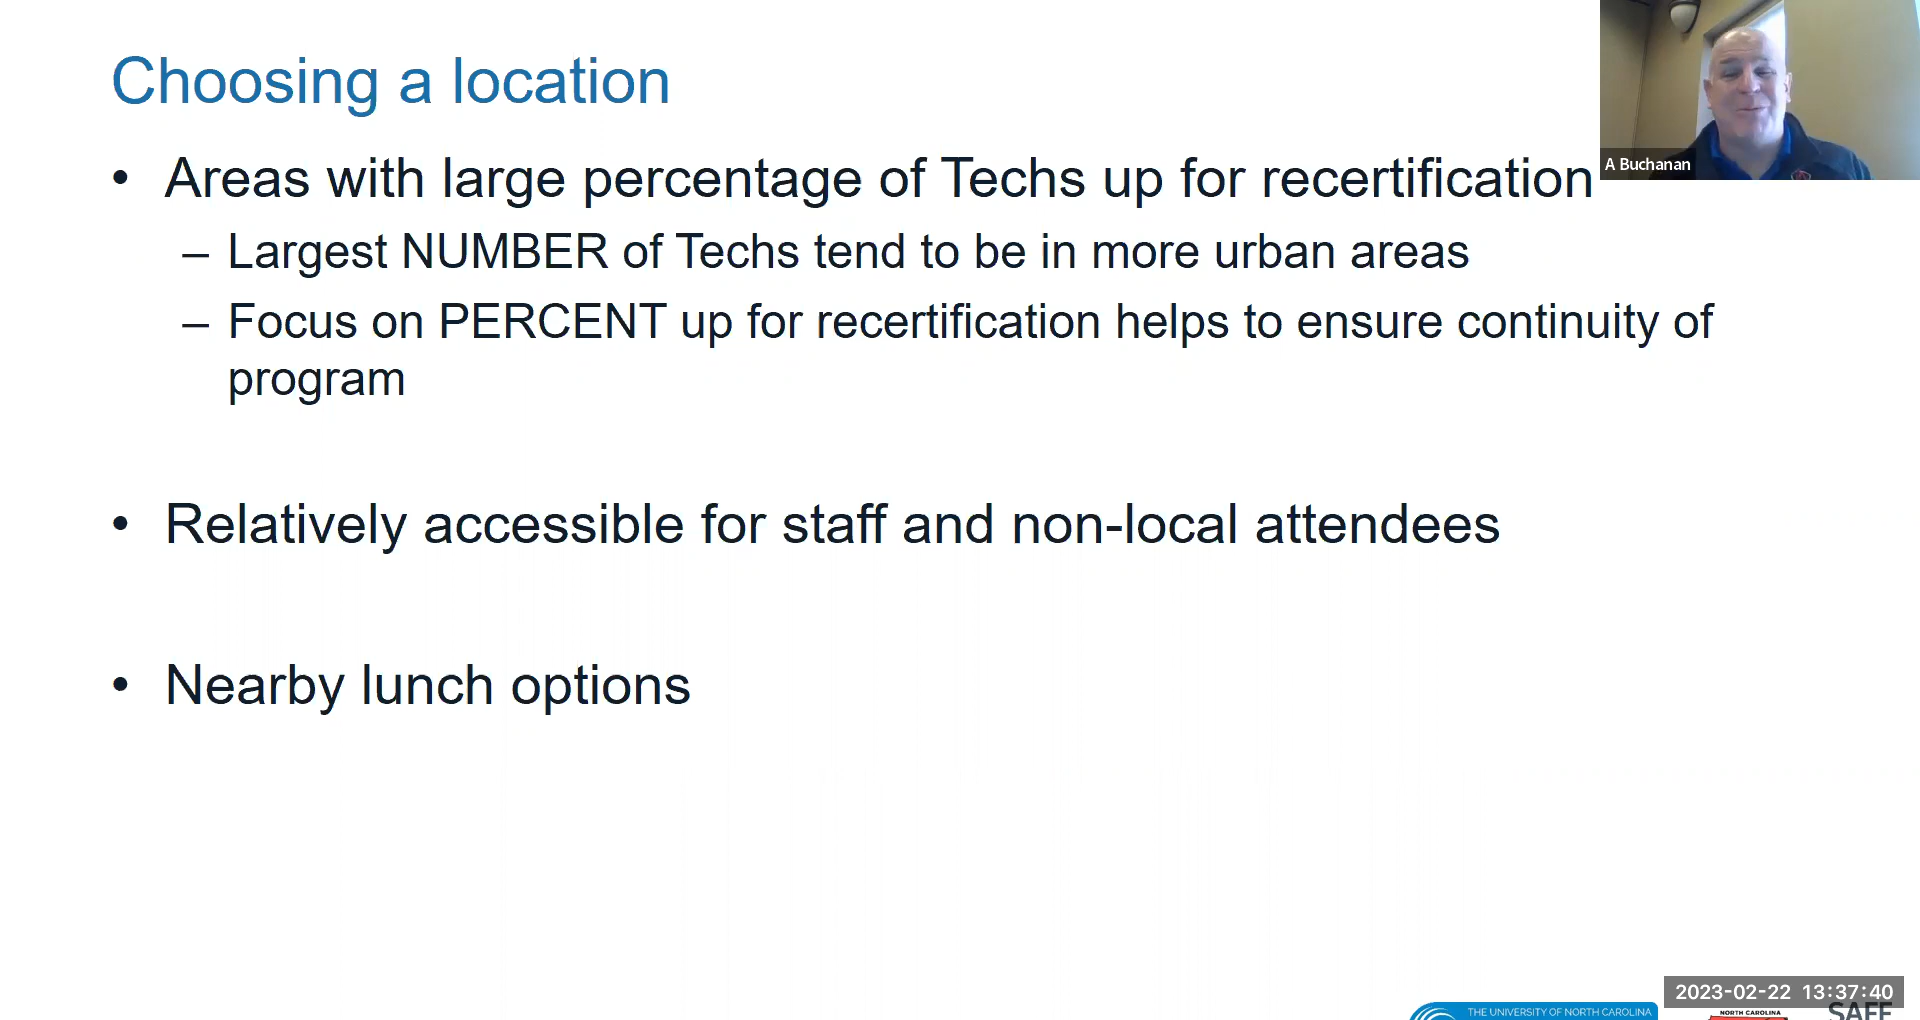 Choosing a location
• Areas with large percentage of Techs up for recertification
– Largest NUMBER of Techs tend to be in more urban areas
– Focus on PERCENT up for recertification helps to ensure continuity of
program
• Relatively accessible for staff and non-local attendees
• Nearby lunch options
A Buchanan
2023-02-22 13:37:40
THE UNIVERSITY OF NORTH CAROLINA
NORTH CAROLINA
SAFE